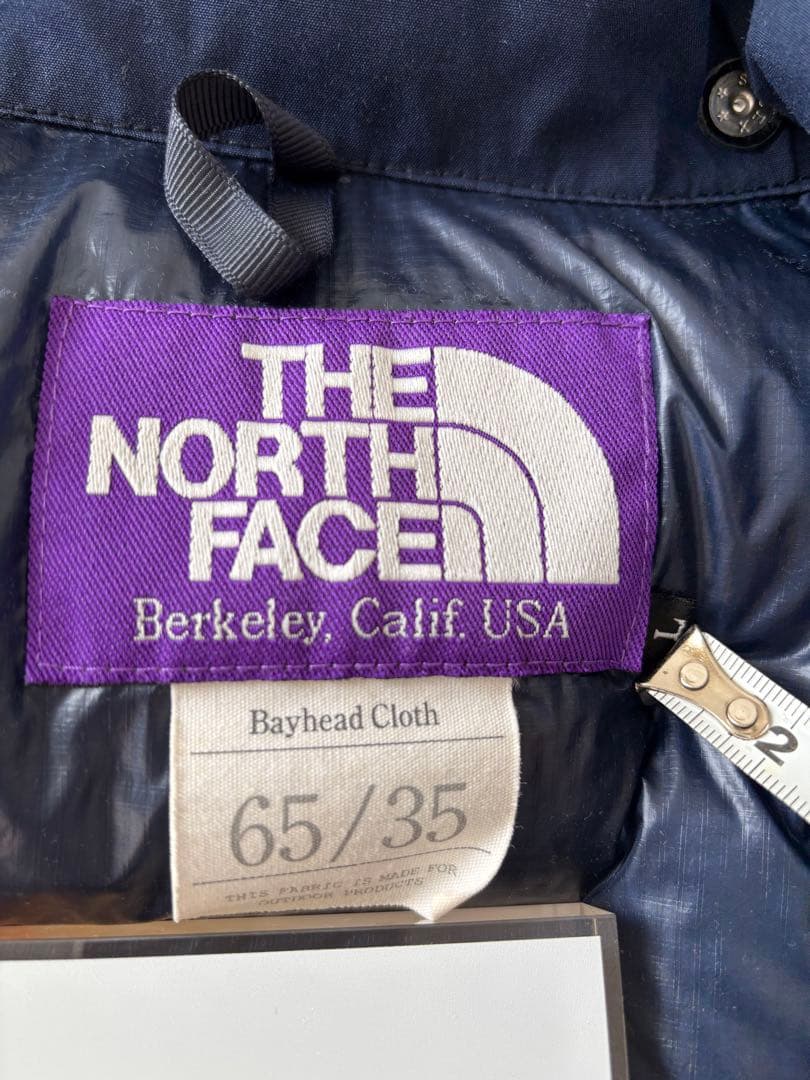 THE
NORTH
FACE
Berkeley, Calif. USA
L
2
Bayhead Cloth
65/35
THIS FABRIC IS MADE FOR
OUTDOOR PRODUCTS